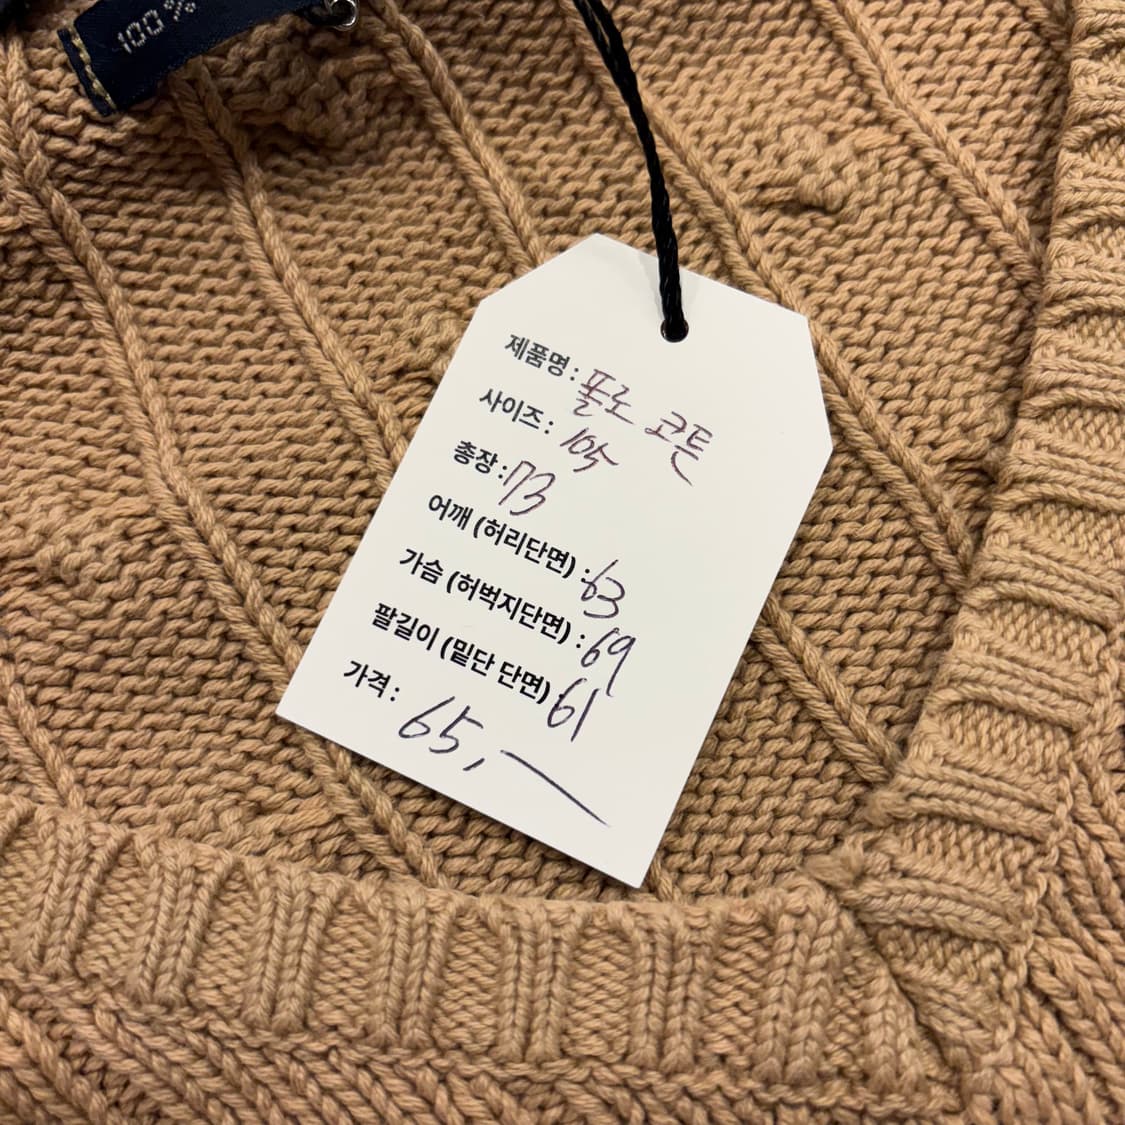 100%
제품명 : 폴로 코튼
사이즈 : 105
총장 : 73
어깨 (허리단면) : 63
가슴 (허벅지단면) : 69
팔길이 (밑단 단면) 61
가격 : 65,—